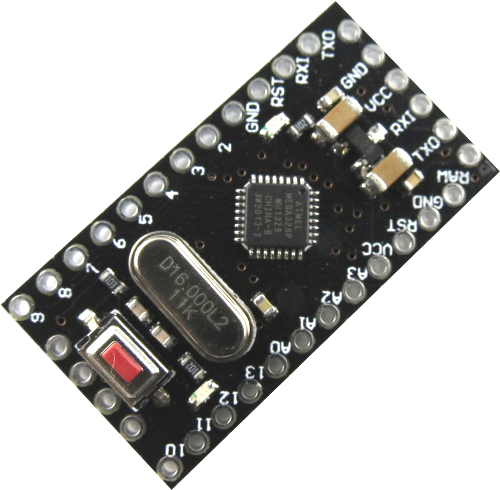 TXO
RXI
RST
GND
2
3
4
5
6
7
8
9
GND
VCC
RXI
TXO
RAW
GND
RST
VCC
A3
A2
A1
A0
13
12
11
10
ATMEL
MEGA328P
D16.000L2
11K